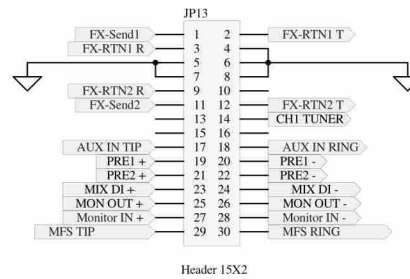 JP13
FX-Send1 1 2 FX-RTN1 T
FX-RTN1 R 3 4
5 6
7 8
FX-RTN2 R 9 10
FX-Send2 11 12 FX-RTN2 T
13 14 CH1 TUNER
15 16
AUX IN TIP 17 18 AUX IN RING
PRE1 + 19 20 PRE1 -
PRE2 + 21 22 PRE2 -
MIX DI + 23 24 MIX DI -
MON OUT + 25 26 MON OUT -
Monitor IN + 27 28 Monitor IN -
MFS TIP 29 30 MFS RING
Header 15X2